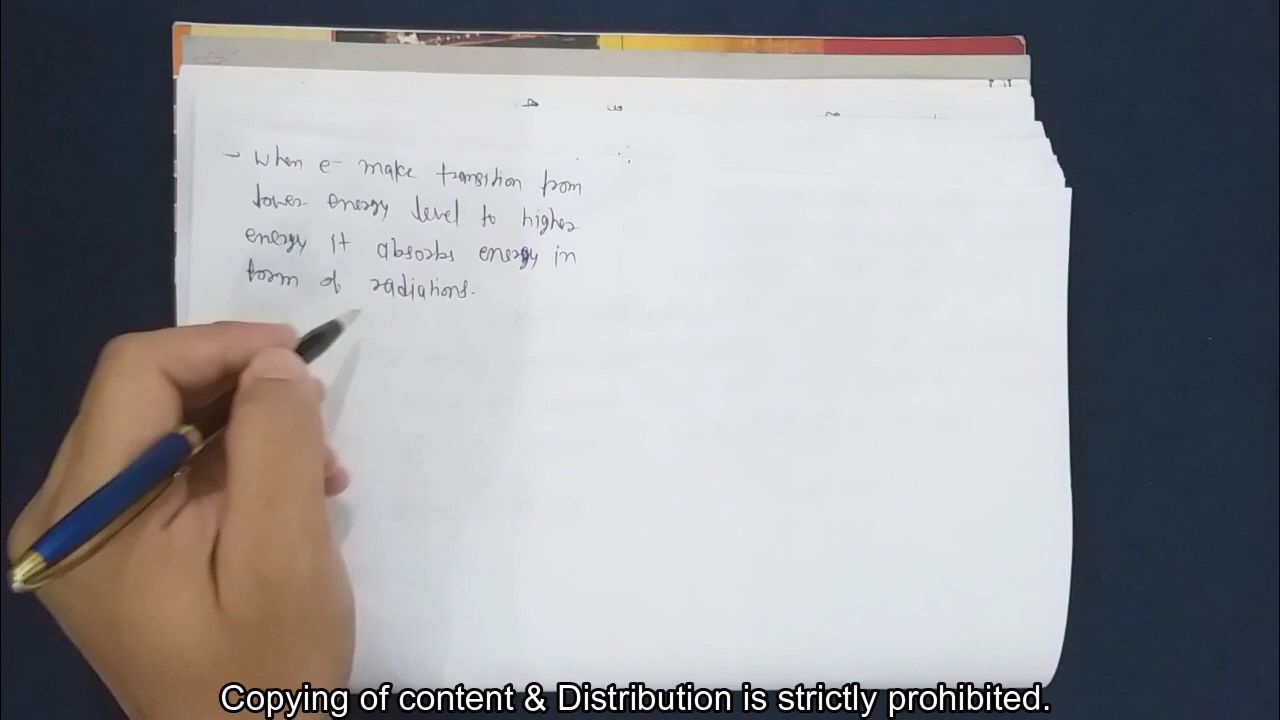 - When e- make transition from
lower energy level to higher
energy it absorbs energy in
form of radiations.
Copying of content & Distribution is strictly prohibited.